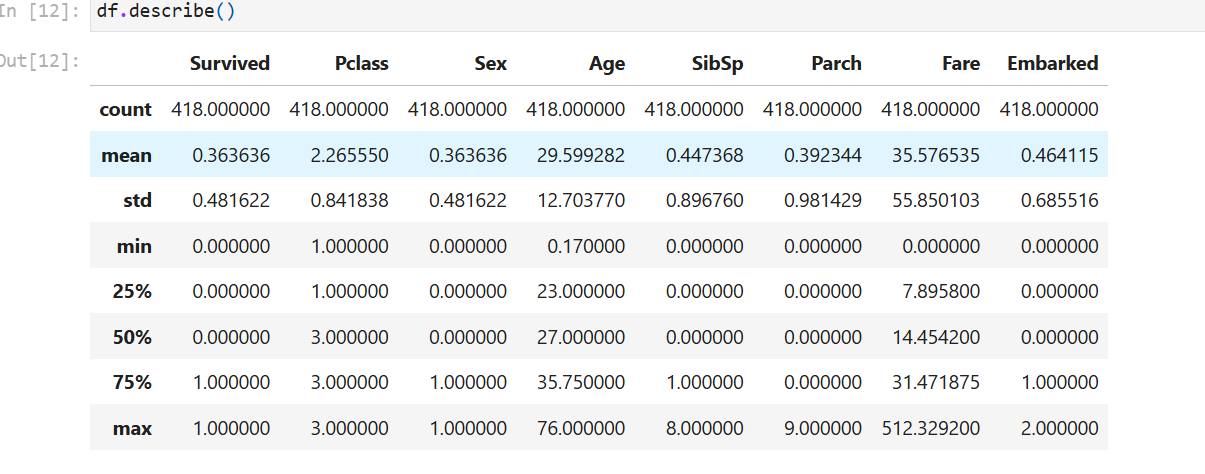 In [12]: df.describe()
Out[12]:
Survived Pclass Sex Age SibSp Parch Fare Embarked
count 418.000000 418.000000 418.000000 418.000000 418.000000 418.000000 418.000000 418.000000
mean 0.363636 2.265550 0.363636 29.599282 0.447368 0.392344 35.576535 0.464115
std 0.481622 0.841838 0.481622 12.703770 0.896760 0.981429 55.850103 0.685516
min 0.000000 1.000000 0.000000 0.170000 0.000000 0.000000 0.000000 0.000000
25% 0.000000 1.000000 0.000000 23.000000 0.000000 0.000000 7.895800 0.000000
50% 0.000000 3.000000 0.000000 27.000000 0.000000 0.000000 14.454200 0.000000
75% 1.000000 3.000000 1.000000 35.750000 1.000000 0.000000 31.471875 1.000000
max 1.000000 3.000000 1.000000 76.000000 8.000000 9.000000 512.329200 2.000000